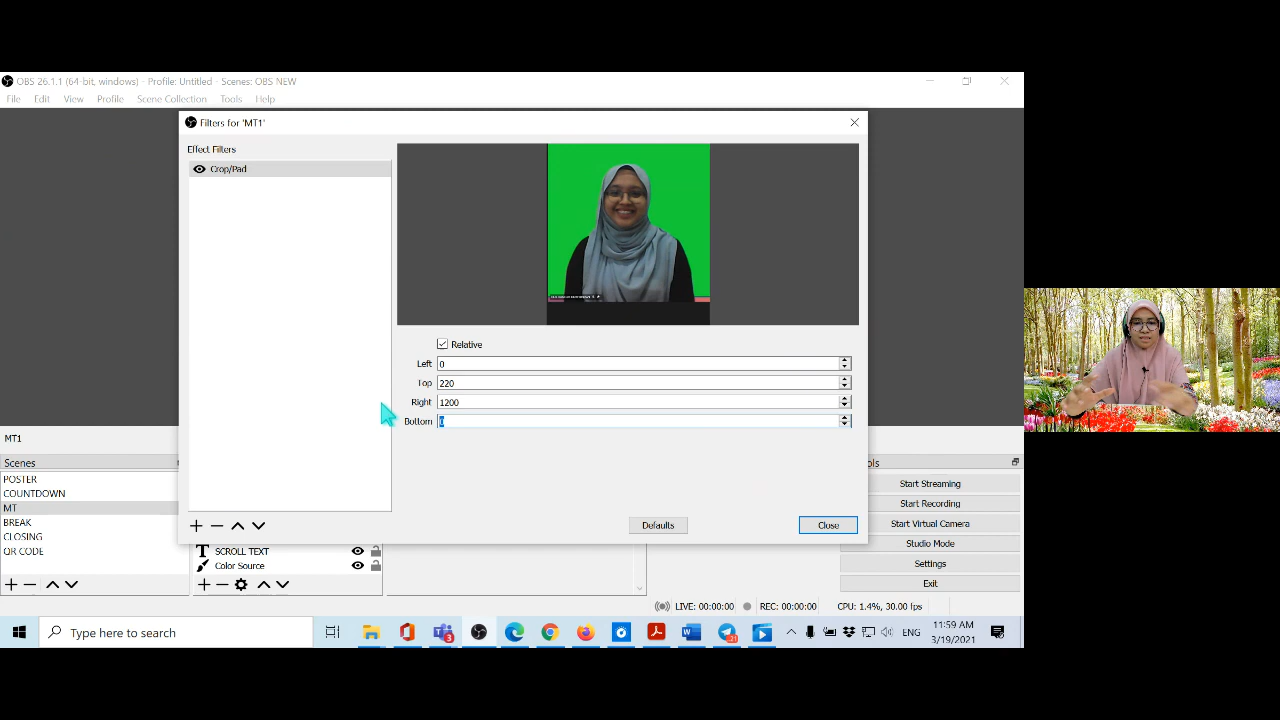 OBS 26.1.1 (64-bit, windows) - Profile: Untitled - Scenes: OBS NEW
File Edit View Profile Scene Collection Tools Help
Filters for 'MT1'
Effect Filters
Crop/Pad
Relative
Left 0
Top 220
Right 1200
Bottom 0
Defaults
Close
MT1
Scenes
POSTER
COUNTDOWN
MT
BREAK
CLOSING
QR CODE
SCROLL TEXT
Color Source
ols
Start Streaming
Start Recording
Start Virtual Camera
Studio Mode
Settings
Exit
LIVE: 00:00:00 REC: 00:00:00 CPU: 1.4%, 30.00 fps
Type here to search
3
21
ENG
11:59 AM
3/19/2021